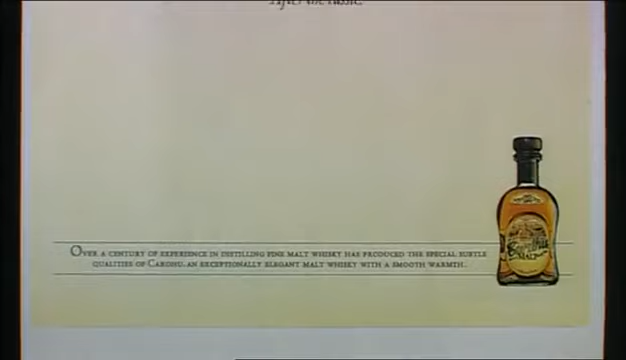 OVER A CENTURY OF EXPERIENCE IN DISTILLING FINE MALT WHISKY HAS PRODUCED THE SPECIAL SUBTLE
QUALITIES OF CARDHU. AN EXCEPTIONALLY ELEGANT MALT WHISKY WITH A SMOOTH WARMTH.